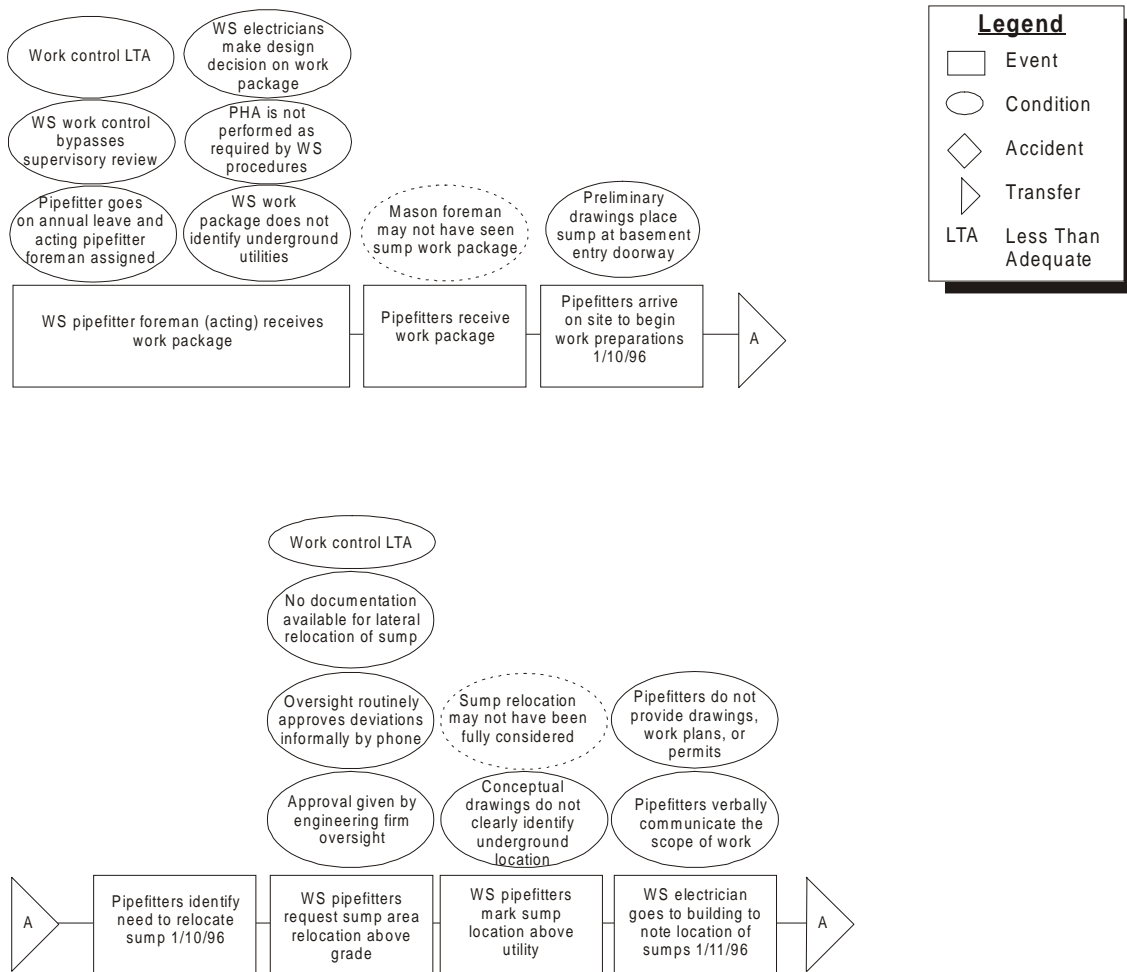 Work control LTA
WS electricians
make design
decision on work
package
WS work control
bypasses
supervisory review
PHA is not
performed as
required by WS
procedures
Pipefitter goes
on annual leave and
acting pipefitter
foreman assigned
WS work
package does not
identify underground
utilities
Mason foreman
may not have seen
sump work package
Preliminary
drawings place
sump at basement
entry doorway
WS pipefitter foreman (acting) receives
work package
Pipefitters receive
work package
Pipefitters arrive
on site to begin
work preparations
1/10/96
A
Legend
Event
Condition
Accident
Transfer
LTA Less Than
Adequate
Work control LTA
No documentation
available for lateral
relocation of sump
Oversight routinely
approves deviations
informally by phone
Sump relocation
may not have been
fully considered
Pipefitters do not
provide drawings,
work plans, or
permits
Approval given by
engineering firm
oversight
Conceptual
drawings do not
clearly identify
underground
location
Pipefitters verbally
communicate the
scope of work
A
Pipefitters identify
need to relocate
sump 1/10/96
WS pipefitters
request sump area
relocation above
grade
WS pipefitters
mark sump
location above
utility
WS electrician
goes to building to
note location of
sumps 1/11/96
A